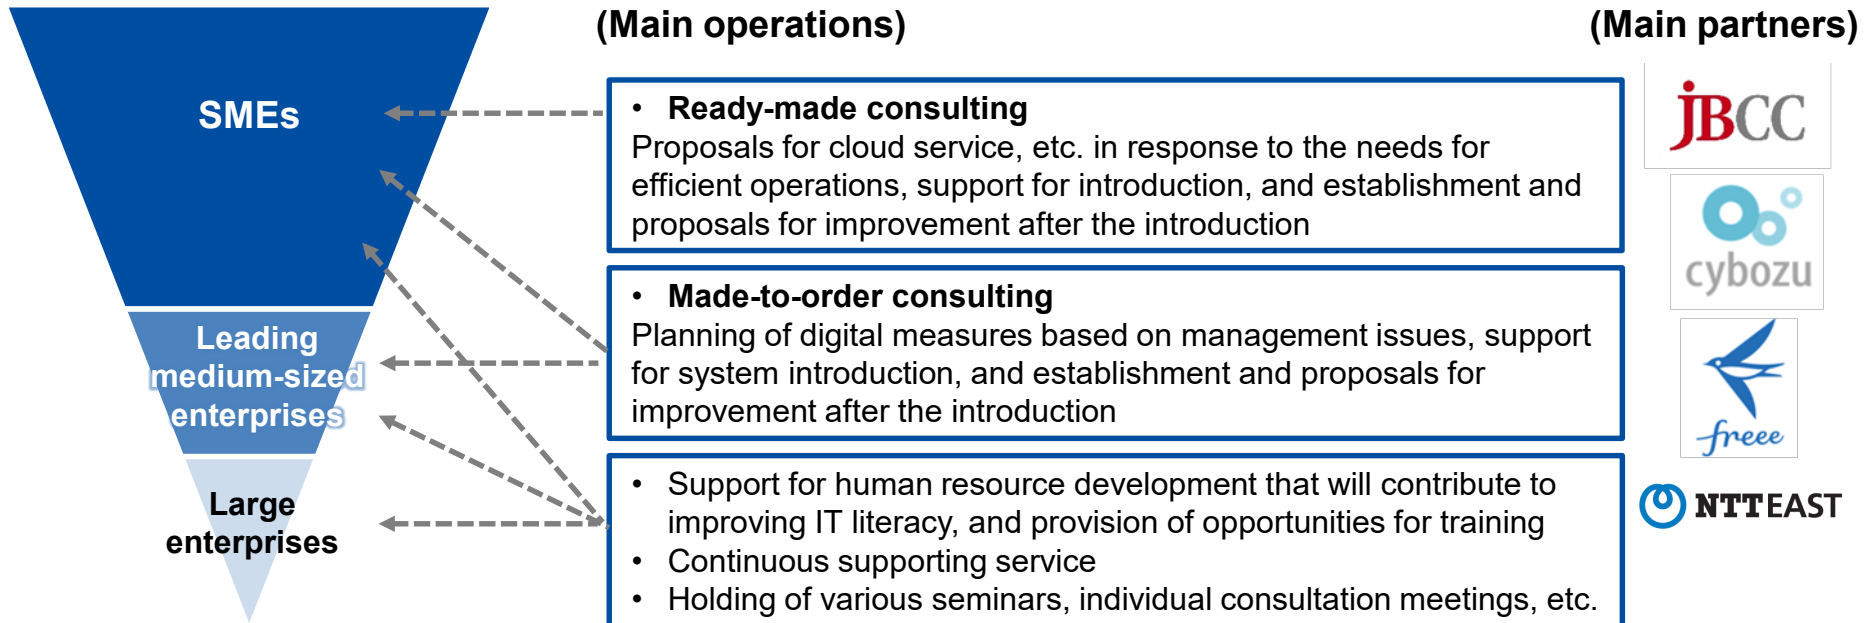 (Main operations)
(Main partners)
SMEs
Leading
medium-sized
enterprises
Large
enterprises
• Ready-made consulting
Proposals for cloud service, etc. in response to the needs for
efficient operations, support for introduction, and establishment and
proposals for improvement after the introduction
• Made-to-order consulting
Planning of digital measures based on management issues, support
for system introduction, and establishment and proposals for
improvement after the introduction
• Support for human resource development that will contribute to
improving IT literacy, and provision of opportunities for training
• Continuous supporting service
• Holding of various seminars, individual consultation meetings, etc.
JBCC
cybozu
freee
NTT EAST